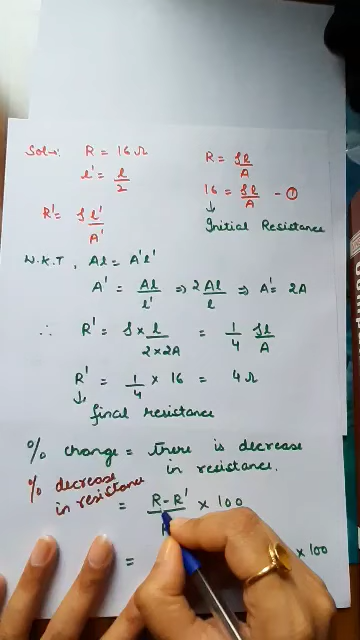 Sol:- R = 16 Ω
l' = l/2
R = ρl/A
16 = ρl/A - ①
↓
Initial Resistance
R' = ρl'/A'
W.K.T, Al = A'l'
A' = Al/l' ⇒ 2Al/l ⇒ A' = 2A
∴ R' = ρ × l/2×2A = 1/4 ρl/A
R' = 1/4 × 16 = 4 Ω
↓
final resistance
% change = there is decrease
in resistance.
% decrease
in resistance = R - R'/ × 100
= × 100